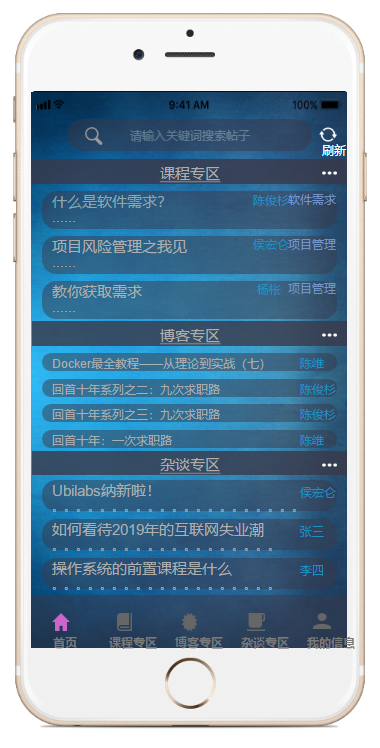 9:41 AM 100%
请输入关键词搜索帖子
刷新
课程专区
什么是软件需求？ 陈俊杉 软件需求
......
项目风险管理之我见 侯宏仑 项目管理
......
教你获取需求 杨枨 项目管理
......
博客专区
Docker最全教程——从理论到实战（七） 陈维
回首十年系列之二：九次求职路 陈俊杉
回首十年系列之三：九次求职路 陈俊杉
回首十年：一次求职路 陈维
杂谈专区
Ubilabs纳新啦！ 侯宏仑
。。。。。。。。。。。。。。。。。。。
如何看待2019年的互联网失业潮 张三
。。。。。。。。。。。。。。。。。
操作系统的前置课程是什么 李四
。。。。。。。。。。。。。。。。。
首页 课程专区 博客专区 杂谈专区 我的信息